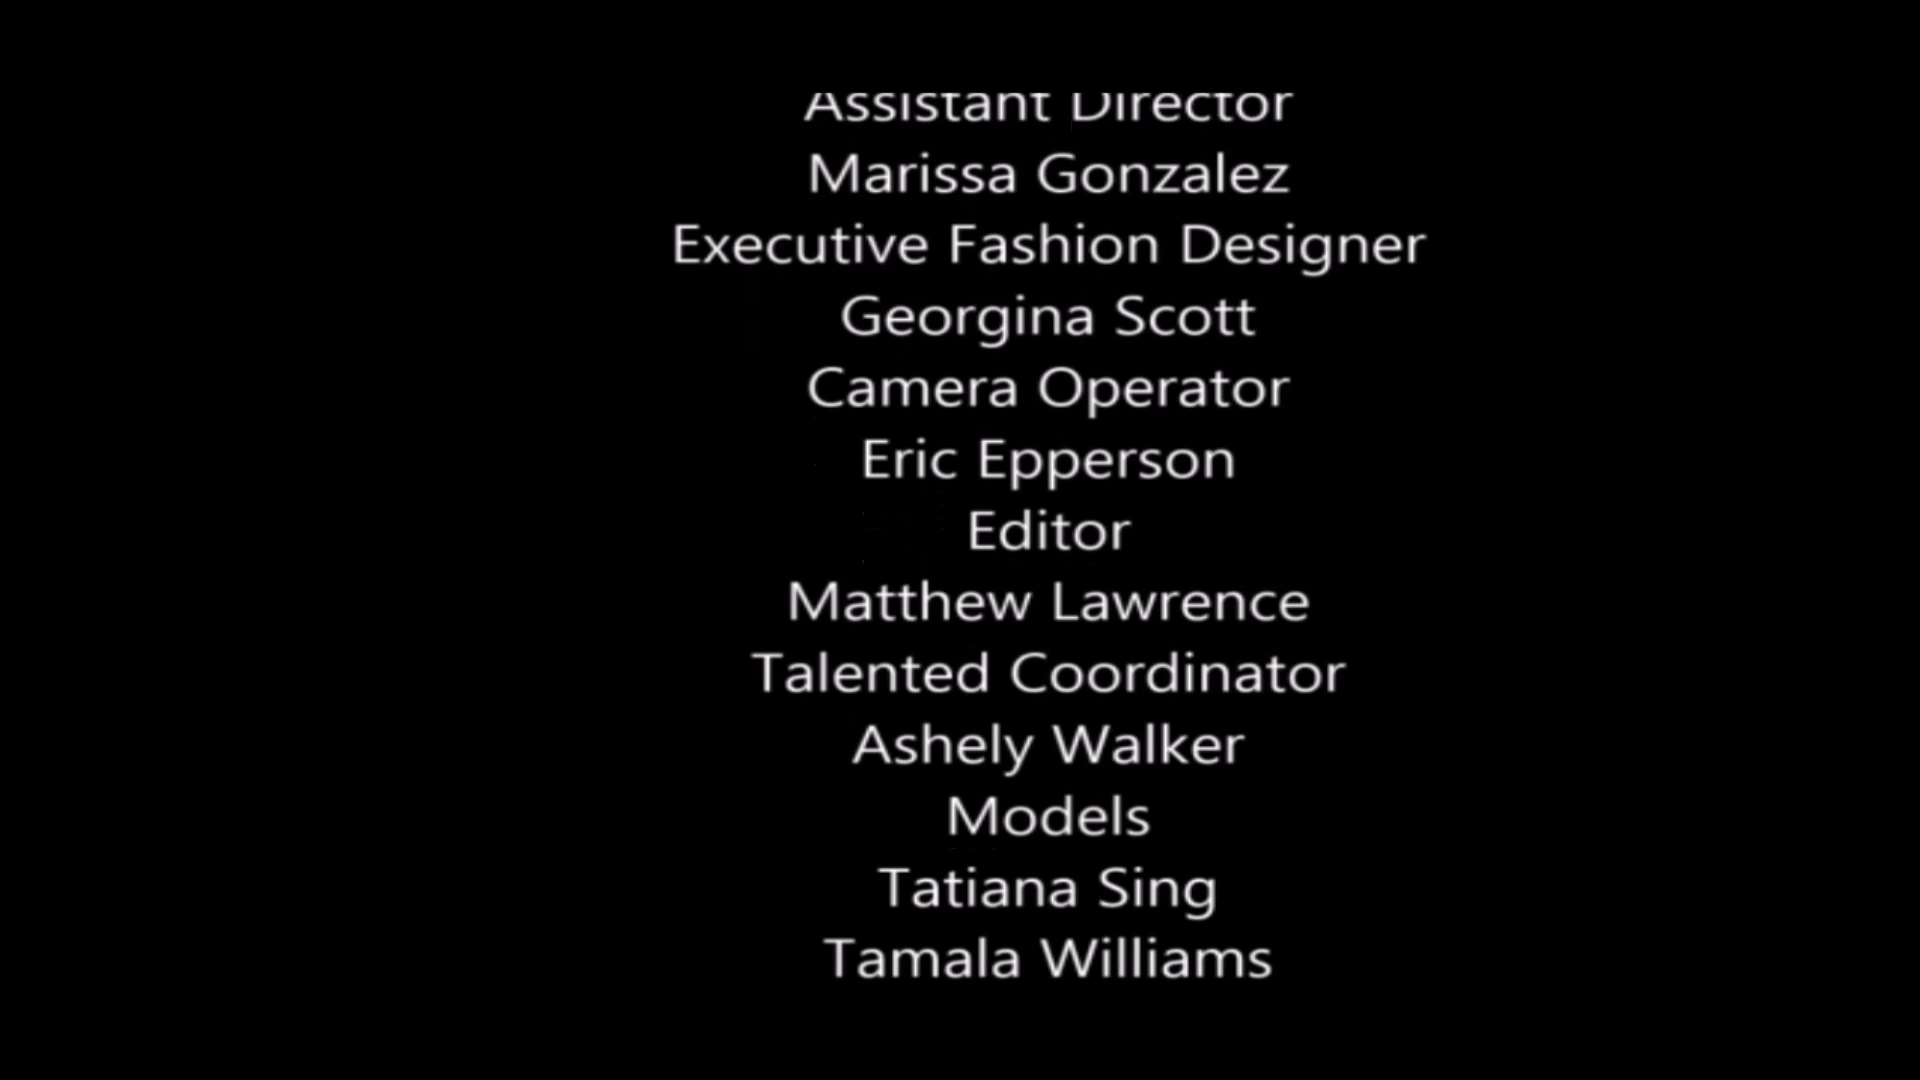 Assistant Director
Marissa Gonzalez
Executive Fashion Designer
Georgina Scott
Camera Operator
Eric Epperson
Editor
Matthew Lawrence
Talented Coordinator
Ashely Walker
Models
Tatiana Sing
Tamala Williams